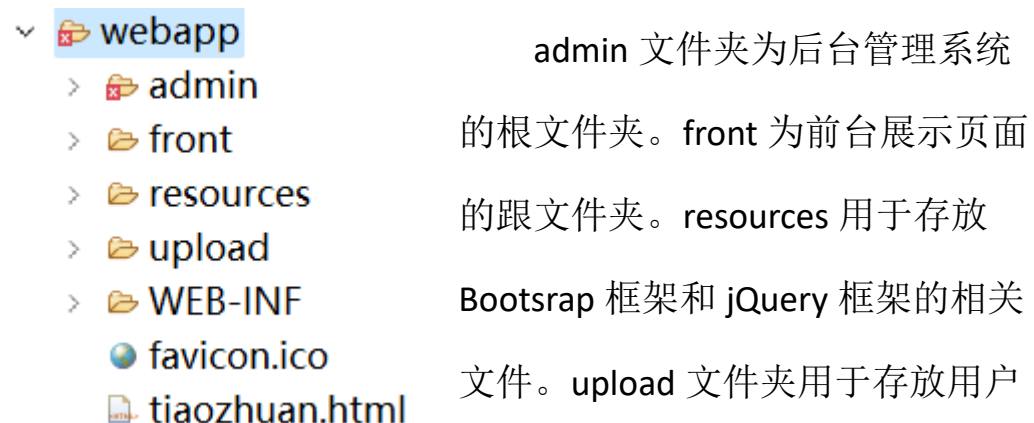 webapp
admin
front
resources
upload
WEB-INF
favicon.ico
tiaozhuan.html
admin 文件夹为后台管理系统
的根文件夹。front 为前台展示页面
的跟文件夹。resources 用于存放
Bootsrap 框架和 jQuery 框架的相关
文件。upload 文件夹用于存放用户